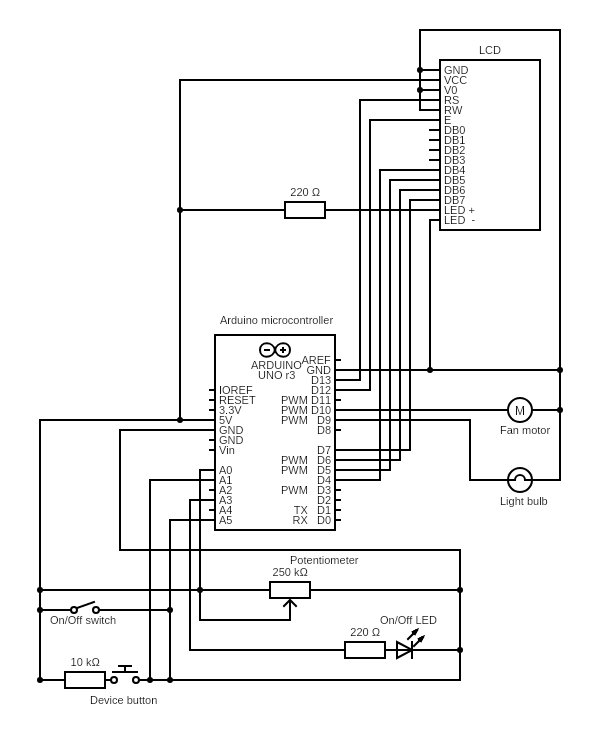 LCD
GND
VCC
V0
RS
RW
E
DB0
DB1
DB2
DB3
DB4
DB5
DB6
DB7
LED +
LED -
220 Ω
Arduino microcontroller
ARDUINO
UNO r3
AREF
GND
D13
IOREF D12
RESET PWM D11
3.3V PWM D10
5V PWM D9
GND D8
GND
Vin D7
PWM D6
A0 PWM D5
A1 D4
A2 PWM D3
A3 D2
A4 TX D1
A5 RX D0
M
Fan motor
Light bulb
Potentiometer
250 kΩ
On/Off switch
On/Off LED
220 Ω
10 kΩ
Device button